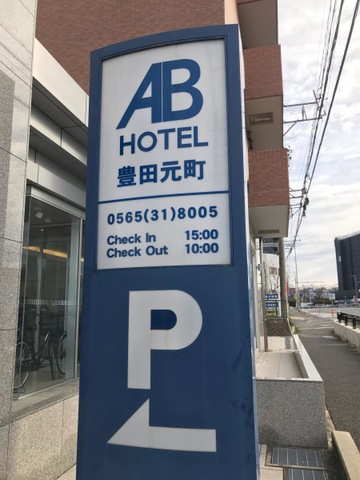 AB
HOTEL
豊田元町
0565(31)8005
Check In 15:00
Check Out 10:00
P